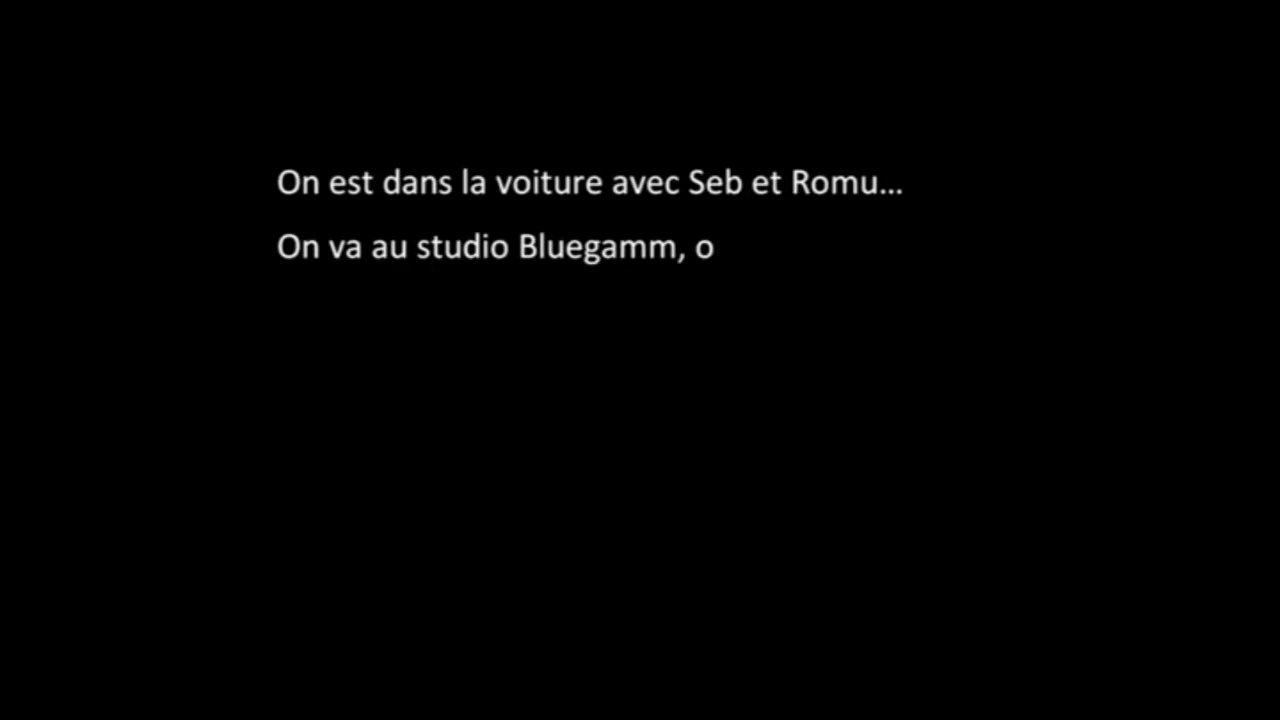 On est dans la voiture avec Seb et Romu...
On va au studio Bluegamm, o